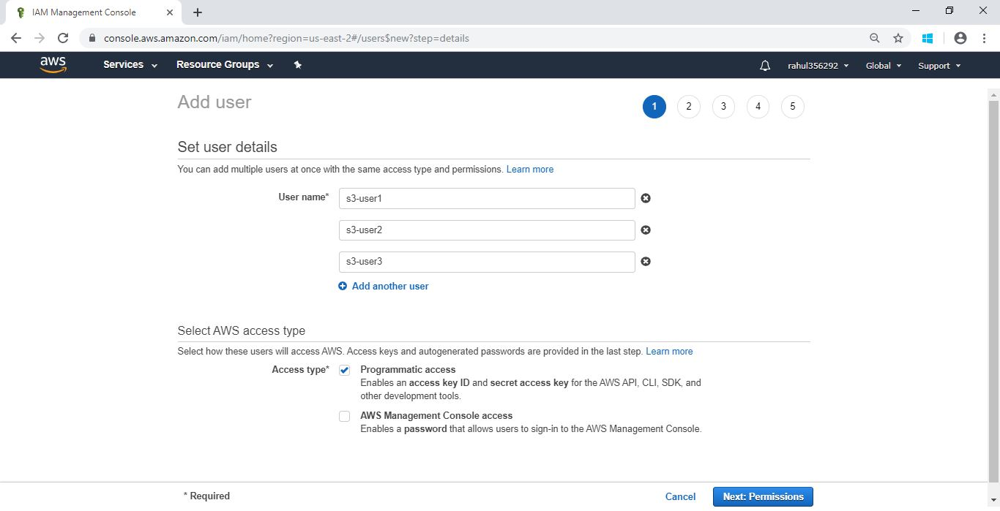 IAM Management Console
console.aws.amazon.com/iam/home?region=us-east-2#/users$new?step=details
aws Services Resource Groups rahul356292 Global Support
Add user 1 2 3 4 5
Set user details
You can add multiple users at once with the same access type and permissions. Learn more
User name* s3-user1
s3-user2
s3-user3
Add another user
Select AWS access type
Select how these users will access AWS. Access keys and autogenerated passwords are provided in the last step. Learn more
Access type* Programmatic access
Enables an access key ID and secret access key for the AWS API, CLI, SDK, and
other development tools.
AWS Management Console access
Enables a password that allows users to sign-in to the AWS Management Console.
* Required Cancel Next: Permissions